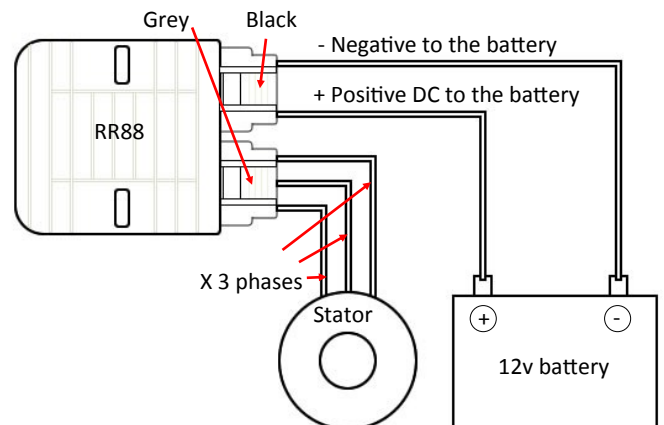 Grey
Black
- Negative to the battery
+ Positive DC to the battery
RR88
X 3 phases
Stator
+
-
12v battery